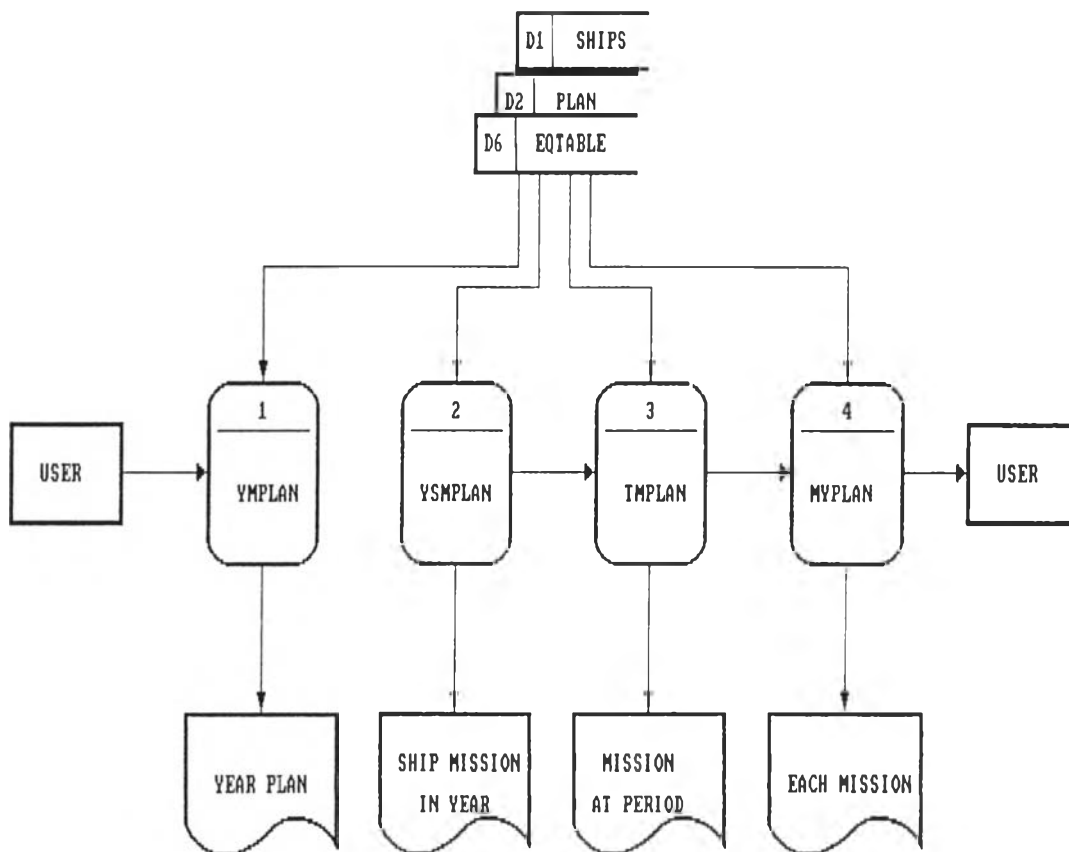 D1 SHIPS
D2 PLAN
D6 EQTABLE
1 2 3 4
USER YMPLAN YSMPLAN TMPLAN MYPLAN USER
YEAR PLAN
SHIP MISSION
IN YEAR
MISSION
AT PERIOD
EACH MISSION